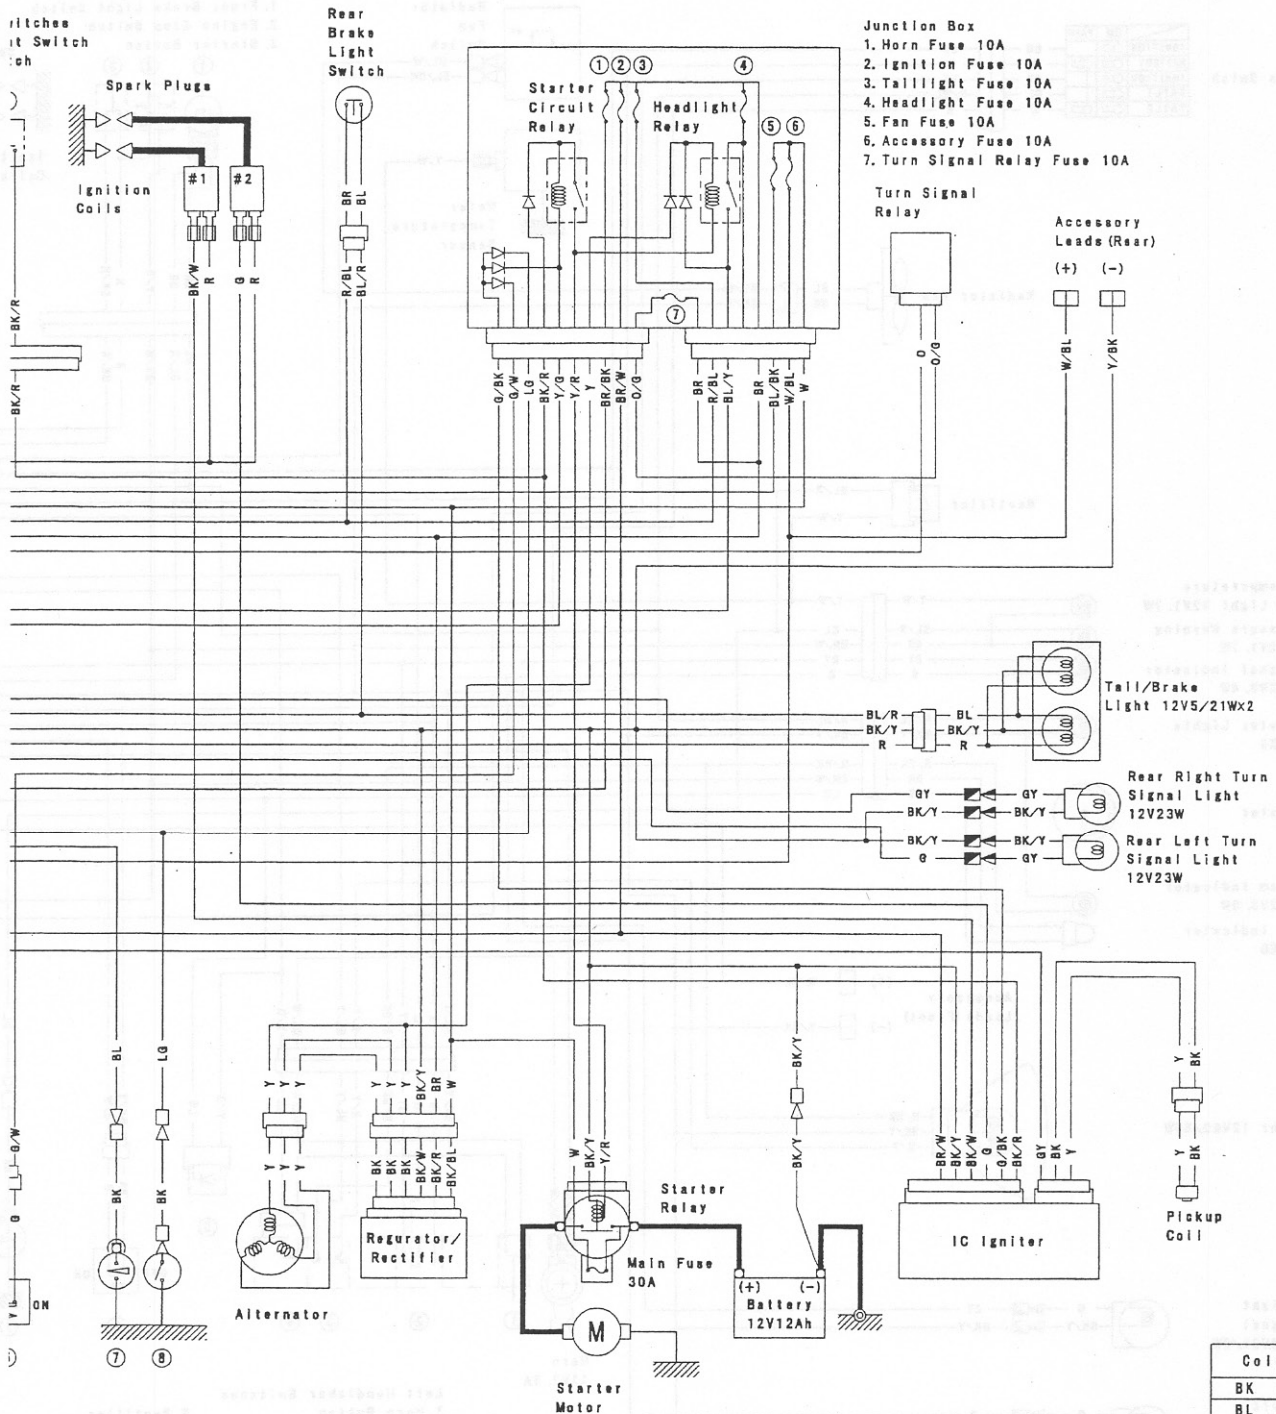 Switch
Spark Plugs
Ignition
Coils
#1
#2
Rear
Brake
Light
Switch
BR
BL
R/BL
BL/R
BK/W
R
G
R
BK/R
BK/R
Starter
Circuit
Relay
Headlight
Relay
1
2
3
4
5
6
7
Junction Box
1. Horn Fuse 10A
2. Ignition Fuse 10A
3. Taillight Fuse 10A
4. Headlight Fuse 10A
5. Fan Fuse 10A
6. Accessory Fuse 10A
7. Turn Signal Relay Fuse 10A
Turn Signal
Relay
Accessory
Leads (Rear)
(+)
(-)
O
O/G
W/BL
Y/BK
G/BK
G/W
LG
BK/R
Y/G
Y/R
Y
BR/BK
BR/W
O/G
BR
R/BL
BL/Y
BR
BL/BK
W/BL
W
BL/R
BL
BK/Y
BK/Y
R
R
Tail/Brake
Light 12V5/21Wx2
GY
GY
BK/Y
BK/Y
Rear Right Turn
Signal Light
12V23W
BK/Y
BK/Y
G
GY
Rear Left Turn
Signal Light
12V23W
BL
LG
G/W
BK
BK
G
ON
7
8
Y
Y
Y
Y
Y
Y
BK/Y
BR
W
Y
Y
Y
BK
BK
BK
BK/W
BK/R
BK/BL
Alternator
Regurator/
Rectifier
W
BK/Y
Y/R
Starter
Relay
Main Fuse
30A
M
Starter
Motor
BK/Y
BK/Y
(+)
(-)
Battery
12V12Ah
BR/W
BK/Y
BK/W
G
G/BK
BK/R
GY
BK
Y
IC Igniter
Y
BK
Y
BK
Pickup
Coil
BK
BL